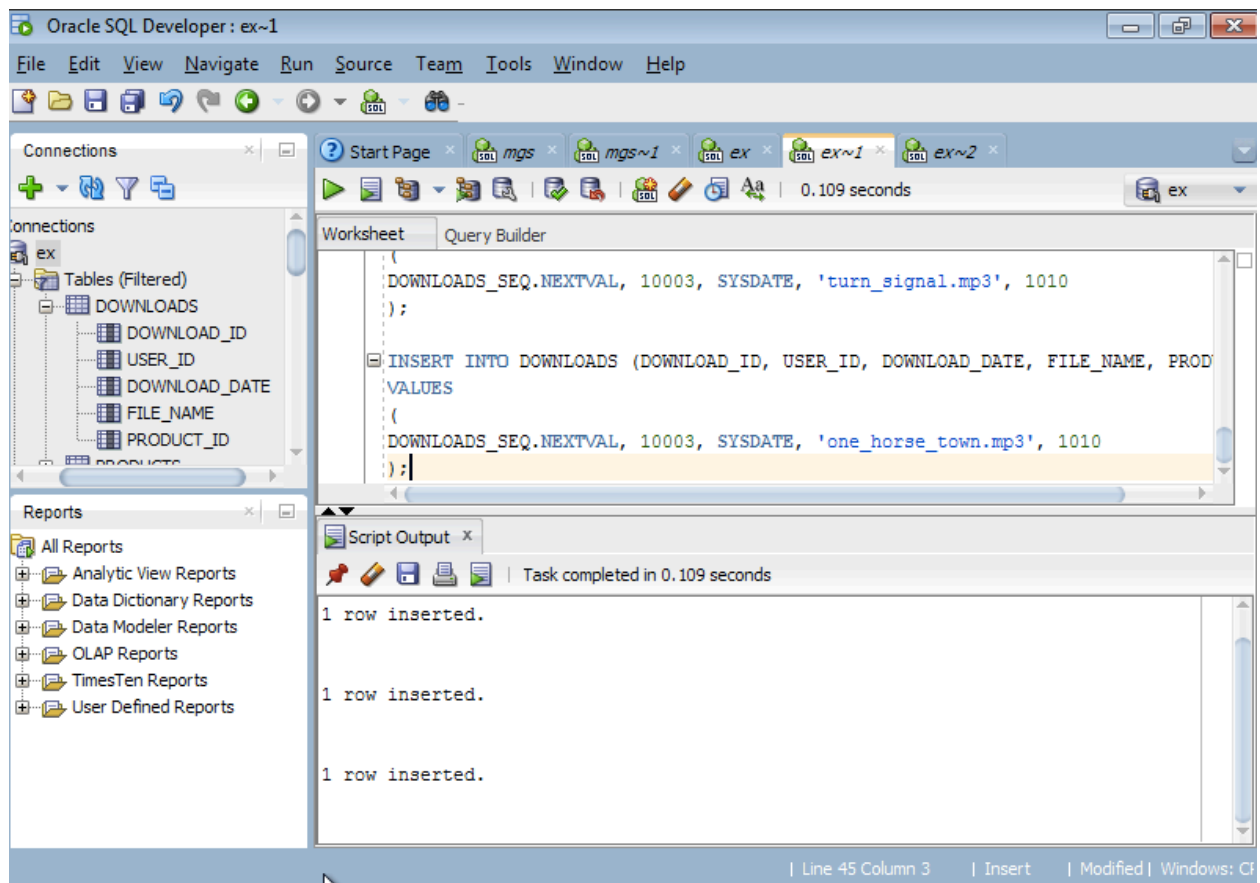 Oracle SQL Developer : ex~1
File Edit View Navigate Run Source Team Tools Window Help
Connections
onnections
ex
Tables (Filtered)
DOWNLOADS
DOWNLOAD_ID
USER_ID
DOWNLOAD_DATE
FILE_NAME
PRODUCT_ID
PRODUCTS
Reports
All Reports
Analytic View Reports
Data Dictionary Reports
Data Modeler Reports
OLAP Reports
TimesTen Reports
User Defined Reports
Start Page mgs mgs~1 ex ex~1 ex~2
0.109 seconds ex
Worksheet Query Builder
(
DOWNLOADS_SEQ.NEXTVAL, 10003, SYSDATE, 'turn_signal.mp3', 1010
);
INSERT INTO DOWNLOADS (DOWNLOAD_ID, USER_ID, DOWNLOAD_DATE, FILE_NAME, PROD
VALUES
(
DOWNLOADS_SEQ.NEXTVAL, 10003, SYSDATE, 'one_horse_town.mp3', 1010
);
Script Output
Task completed in 0.109 seconds
1 row inserted.
1 row inserted.
1 row inserted.
| Line 45 Column 3 | Insert | Modified | Windows: CF